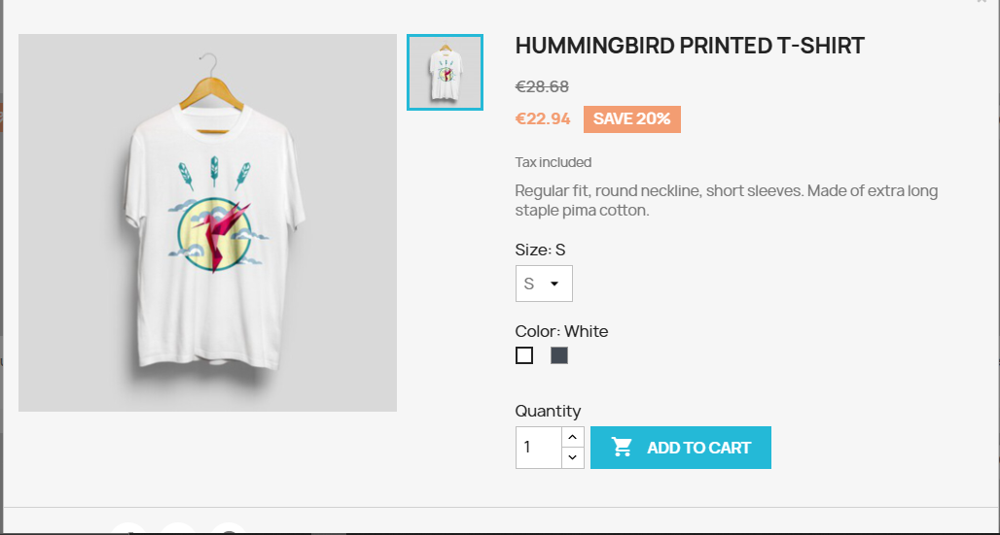 HUMMINGBIRD PRINTED T-SHIRT
€28.68
€22.94 SAVE 20%
Tax included
Regular fit, round neckline, short sleeves. Made of extra long
staple pima cotton.
Size: S
S
Color: White
Quantity
1
ADD TO CART